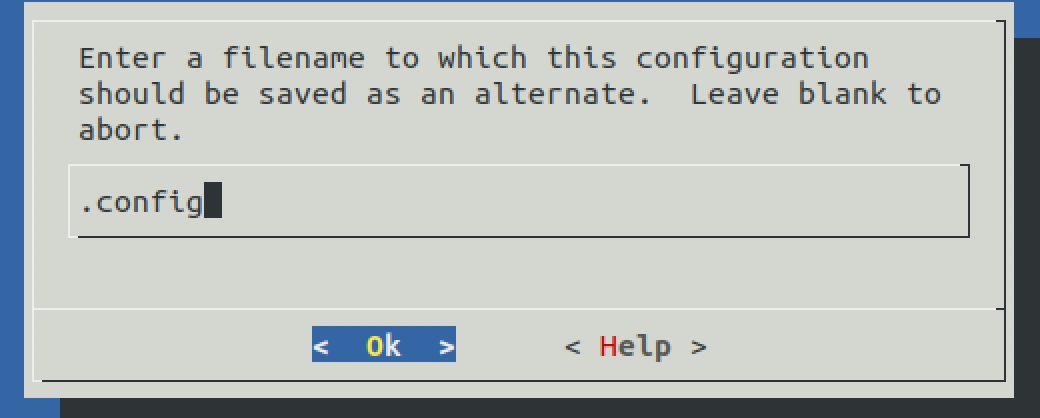 Enter a filename to which this configuration
should be saved as an alternate.  Leave blank to
abort.
.config
<  Ok  >      < Help >